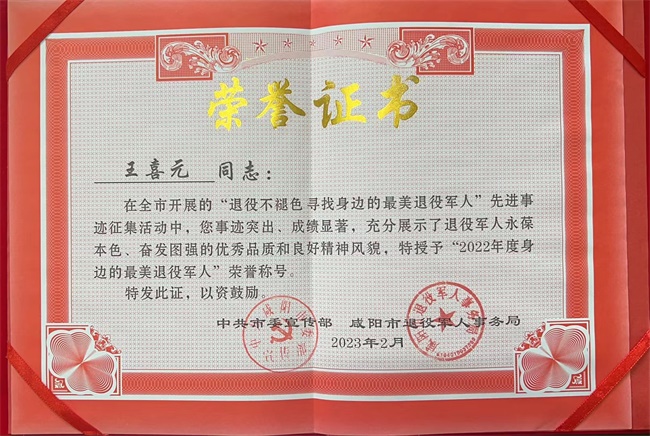 荣誉证书
王喜元 同志：
在全市开展的“退役不褪色 寻找身边的最美退役军人”先进事
迹征集活动中，您事迹突出、成绩显著，充分展示了退役军人永葆
本色、奋发图强的优秀品质和良好精神风貌，特授予“2022年度身
边的最美退役军人”荣誉称号。
特发此证，以资鼓励。
中共市委宣传部 咸阳市退役军人事务局
2023年2月